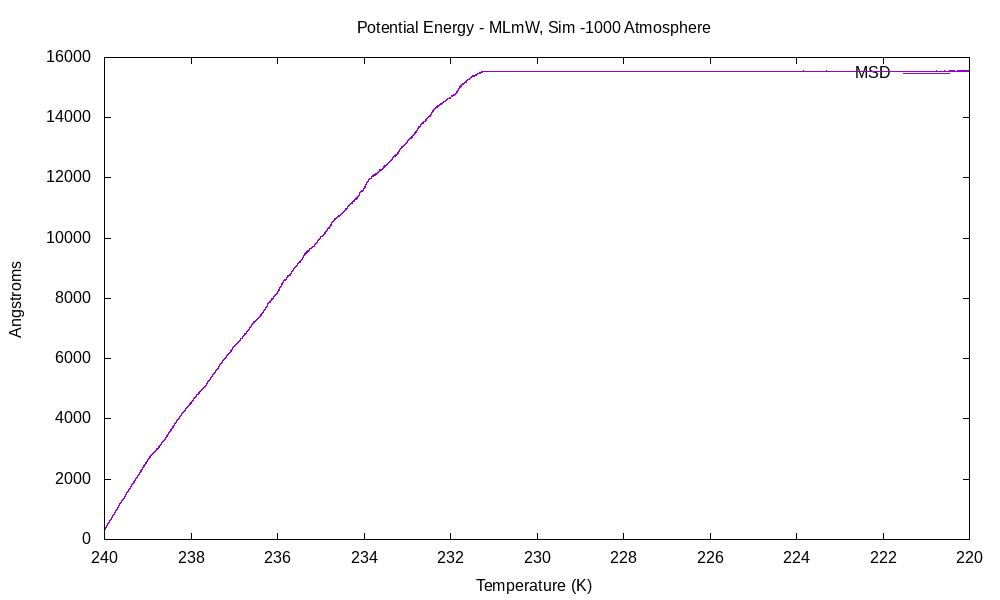 Potential Energy - MLmW, Sim -1000 Atmosphere
16000
14000
12000
10000
8000
6000
4000
2000
0
Angstroms
MSD
240 238 236 234 232 230 228 226 224 222 220
Temperature (K)